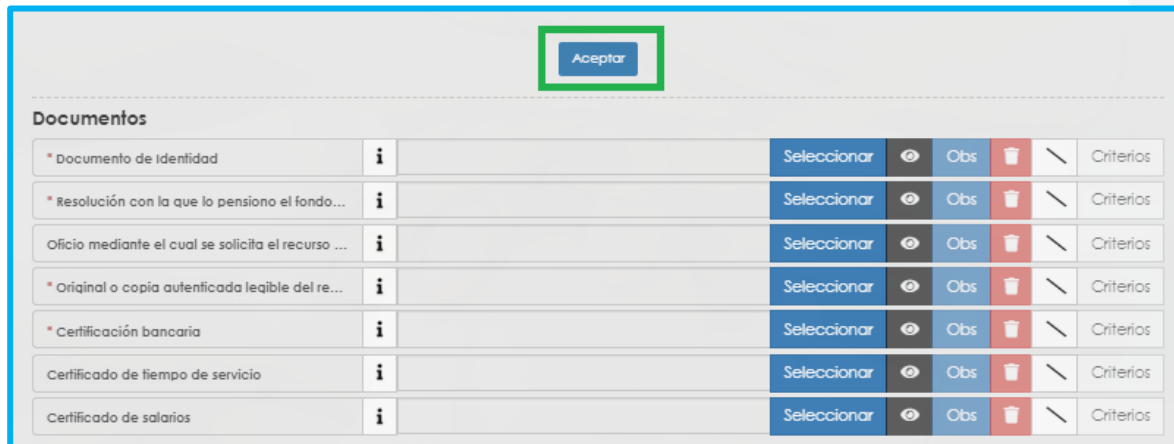 Aceptar
Documentos
* Documento de Identidad i Seleccionar Obs Criterios
* Resolución con la que lo pensiono el fondo... i Seleccionar Obs Criterios
Oficio mediante el cual se solicita el recurso ... i Seleccionar Obs Criterios
* Original o copia autenticada legible del re... i Seleccionar Obs Criterios
* Certificación bancaria i Seleccionar Obs Criterios
Certificado de tiempo de servicio i Seleccionar Obs Criterios
Certificado de salarios i Seleccionar Obs Criterios